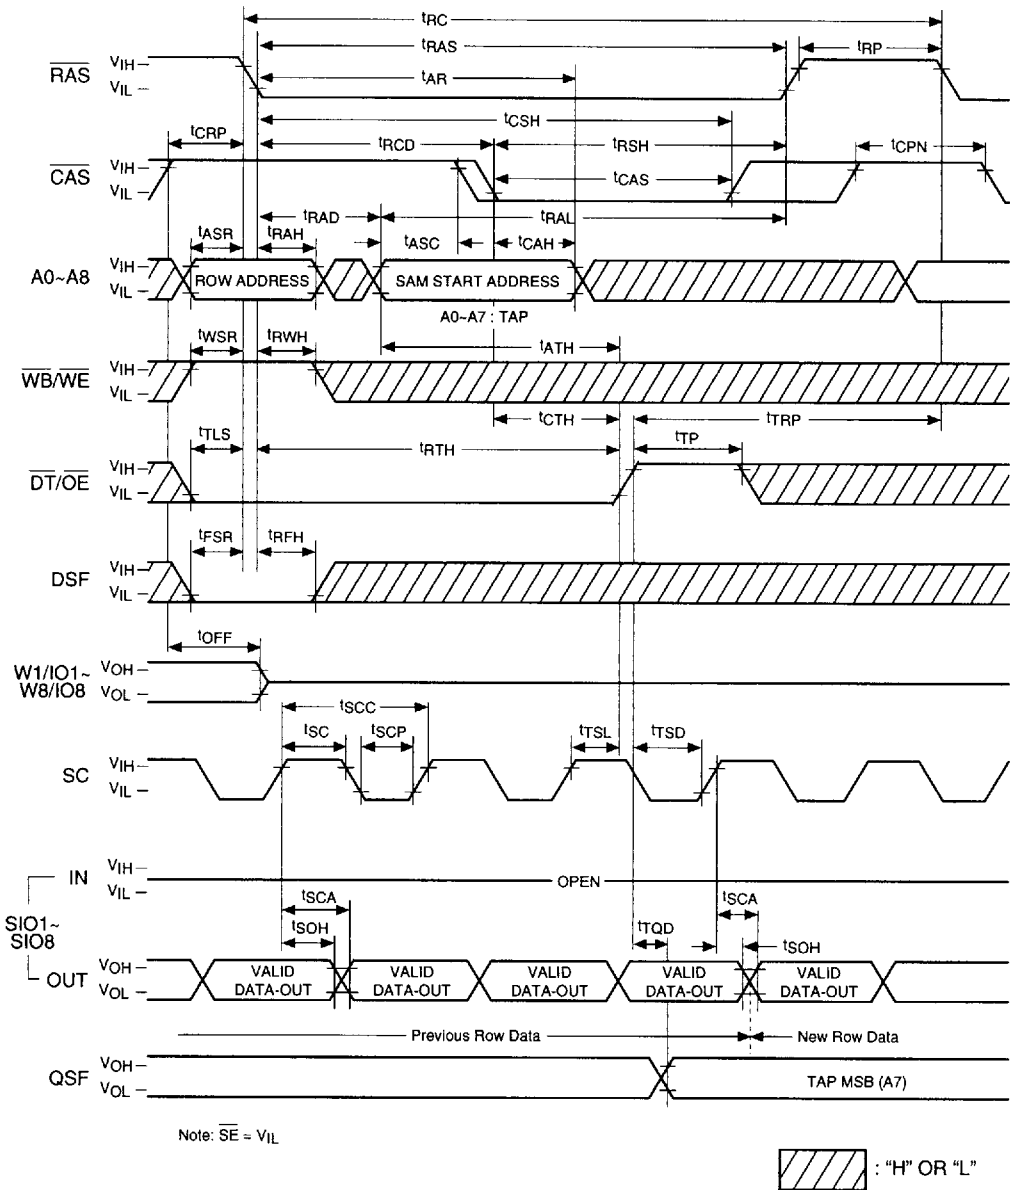 tRC
tRAS
tRP
RAS
VIH
VIL
tAR
tCSH
tCRP
tRCD
tRSH
tCPN
CAS
VIH
VIL
tCAS
tRAD
tRAL
tASR
tRAH
tASC
tCAH
A0~A8
VIH
VIL
ROW ADDRESS
SAM START ADDRESS
A0~A7 : TAP
tWSR
tRWH
tATH
WB/WE
VIH
VIL
tCTH
tTRP
tTLS
tRTH
tTP
DT/OE
VIH
VIL
tFSR
tRFH
DSF
VIH
VIL
tOFF
W1/IO1~
W8/IO8
VOH
VOL
tSCC
tSC
tSCP
tTSL
tTSD
SC
VIH
VIL
IN
VIH
VIL
OPEN
SIO1~
SIO8
tSCA
tSCA
tSOH
tTQD
tSOH
OUT
VOH
VOL
VALID
DATA-OUT
VALID
DATA-OUT
VALID
DATA-OUT
VALID
DATA-OUT
VALID
DATA-OUT
Previous Row Data
New Row Data
QSF
VOH
VOL
TAP MSB (A7)
Note: SE = VIL
: “H” OR “L”